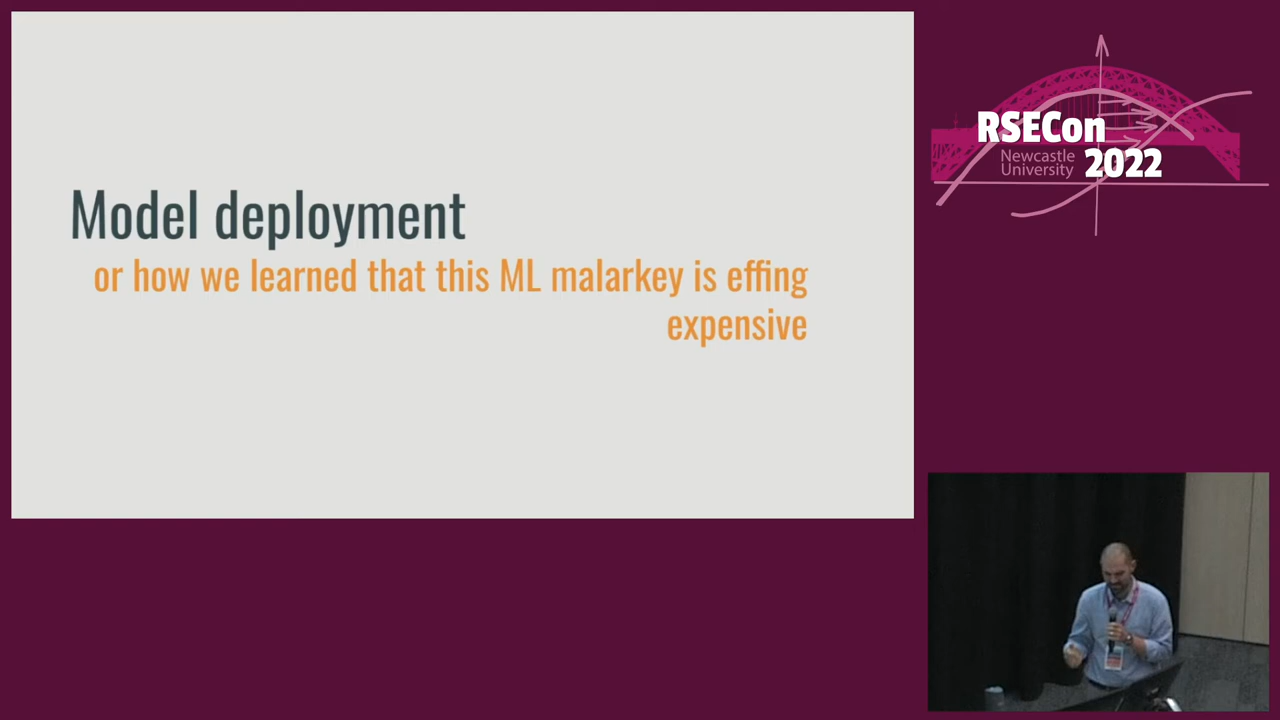 Model deployment
or how we learned that this ML malarkey is effing
expensive
RSECon
Newcastle
University
2022